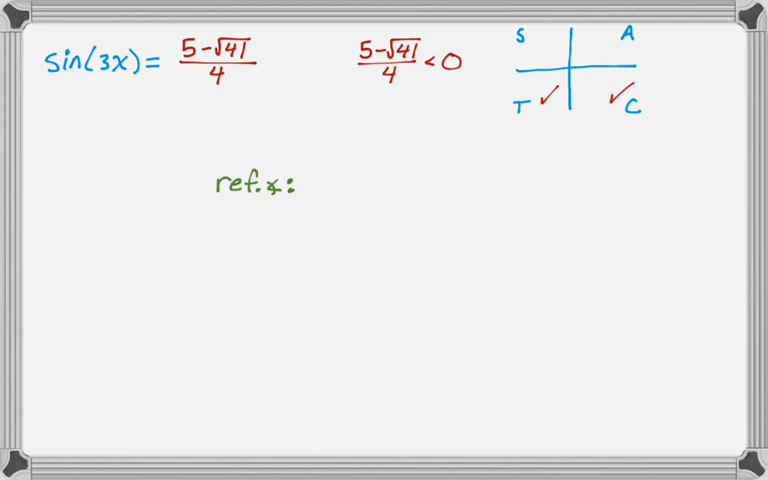 sin(3x) = (5-√41)/4    (5-√41)/4 < 0    S A
T ✓ ✓ C
ref.∡: